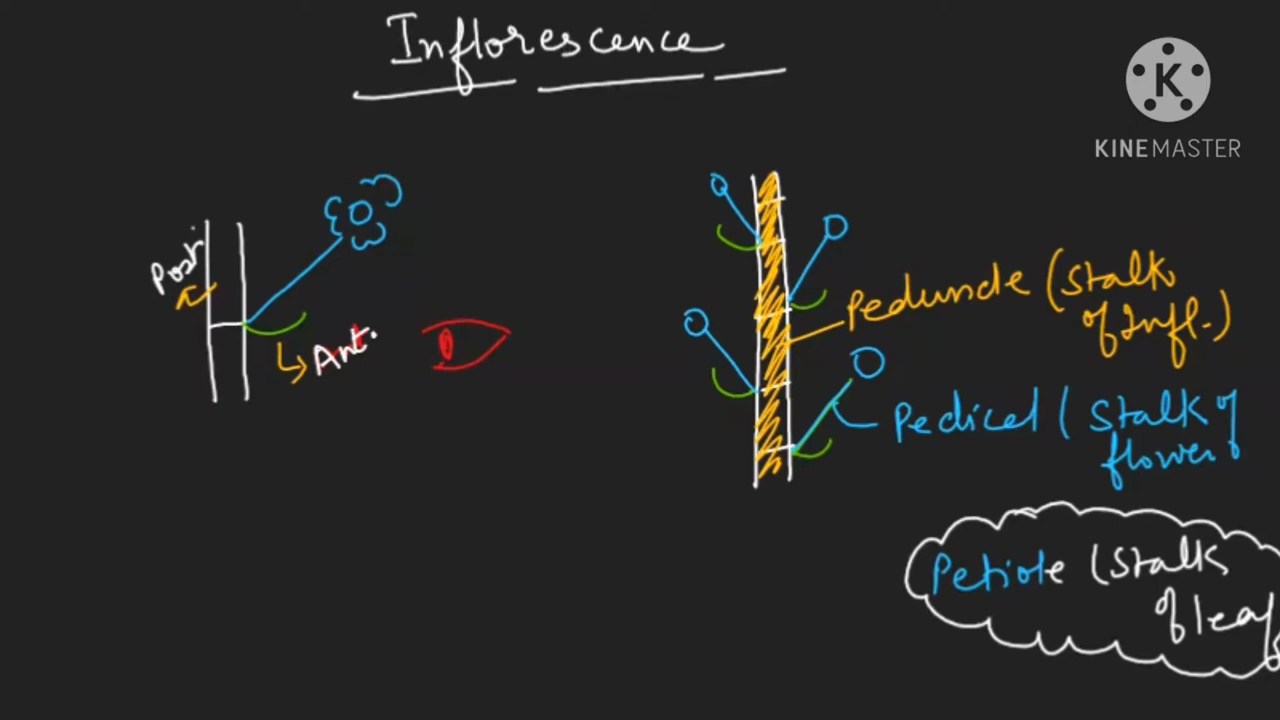 Inflorescence
K
KINEMASTER
Post.
Ant.
Peduncle (Stalk
of Infl.)
Pedicel (Stalk of
flower
Petiole (Stalk
of leaf